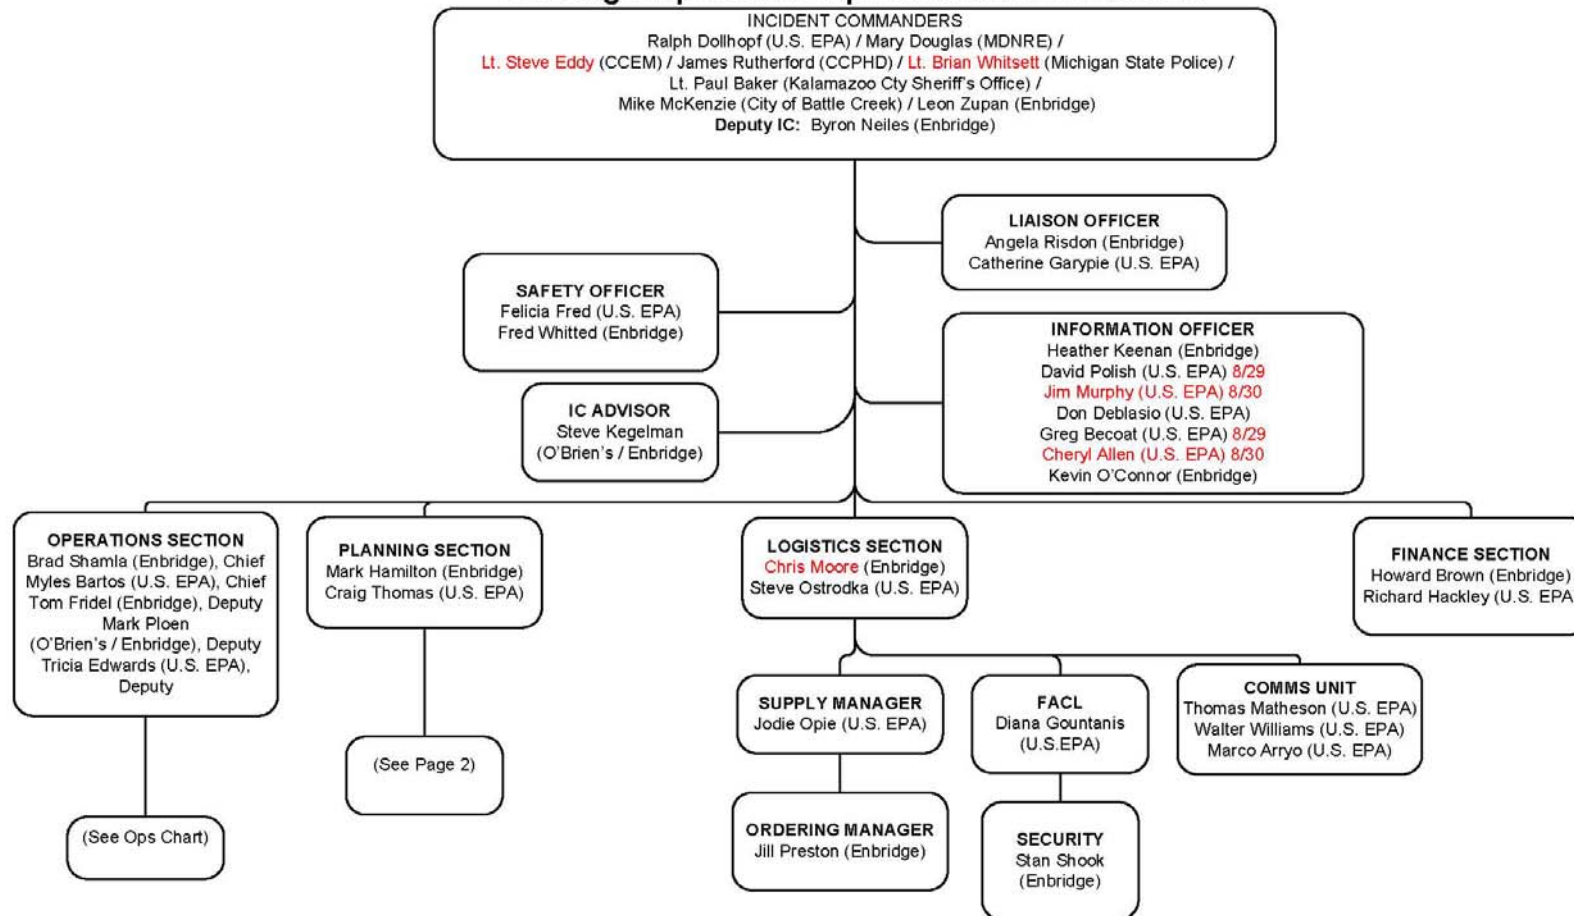 INCIDENT COMMANDERS
Ralph Dollhopf (U.S. EPA) / Mary Douglas (MDNRE) /
Lt. Steve Eddy (CCEM) / James Rutherford (CCPHD) / Lt. Brian Whitsett (Michigan State Police) /
Lt. Paul Baker (Kalamazoo Cty Sheriff's Office) /
Mike McKenzie (City of Battle Creek) / Leon Zupan (Enbridge)
Deputy IC: Byron Neiles (Enbridge)
LIAISON OFFICER
Angela Risdon (Enbridge)
Catherine Garypie (U.S. EPA)
SAFETY OFFICER
Felicia Fred (U.S. EPA)
Fred Whitted (Enbridge)
INFORMATION OFFICER
Heather Keenan (Enbridge)
David Polish (U.S. EPA) 8/29
Jim Murphy (U.S. EPA) 8/30
Don Deblasio (U.S. EPA)
Greg Becoat (U.S. EPA) 8/29
Cheryl Allen (U.S. EPA) 8/30
Kevin O'Connor (Enbridge)
IC ADVISOR
Steve Kegelman
(O'Brien's / Enbridge)
OPERATIONS SECTION
Brad Shamla (Enbridge), Chief
Myles Bartos (U.S. EPA), Chief
Tom Fridel (Enbridge), Deputy
Mark Ploen
(O'Brien's / Enbridge), Deputy
Tricia Edwards (U.S. EPA),
Deputy
PLANNING SECTION
Mark Hamilton (Enbridge)
Craig Thomas (U.S. EPA)
LOGISTICS SECTION
Chris Moore (Enbridge)
Steve Ostrodka (U.S. EPA)
FINANCE SECTION
Howard Brown (Enbridge)
Richard Hackley (U.S. EPA
SUPPLY MANAGER
Jodie Opie (U.S. EPA)
FACL
Diana Gountanis
(U.S.EPA)
COMMS UNIT
Thomas Matheson (U.S. EPA)
Walter Williams (U.S. EPA)
Marco Arryo (U.S. EPA)
(See Page 2)
(See Ops Chart)
ORDERING MANAGER
Jill Preston (Enbridge)
SECURITY
Stan Shook
(Enbridge)